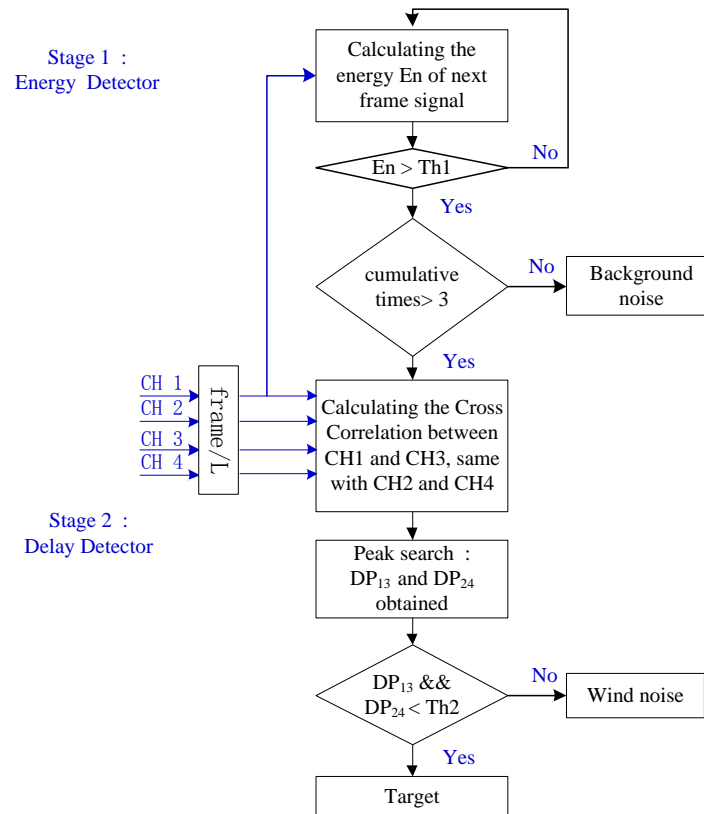 Stage 1 :
Energy Detector
Calculating the
energy En of next
frame signal
No
En > Th1
Yes
cumulative
times> 3
No
Background
noise
Yes
CH 1
CH 2
CH 3
CH 4
frame/L
Calculating the Cross
Correlation between
CH1 and CH3, same
with CH2 and CH4
Stage 2 :
Delay Detector
Peak search :
DP₁₃ and DP₂₄
obtained
DP₁₃ &&
DP₂₄ < Th2
No
Wind noise
Yes
Target